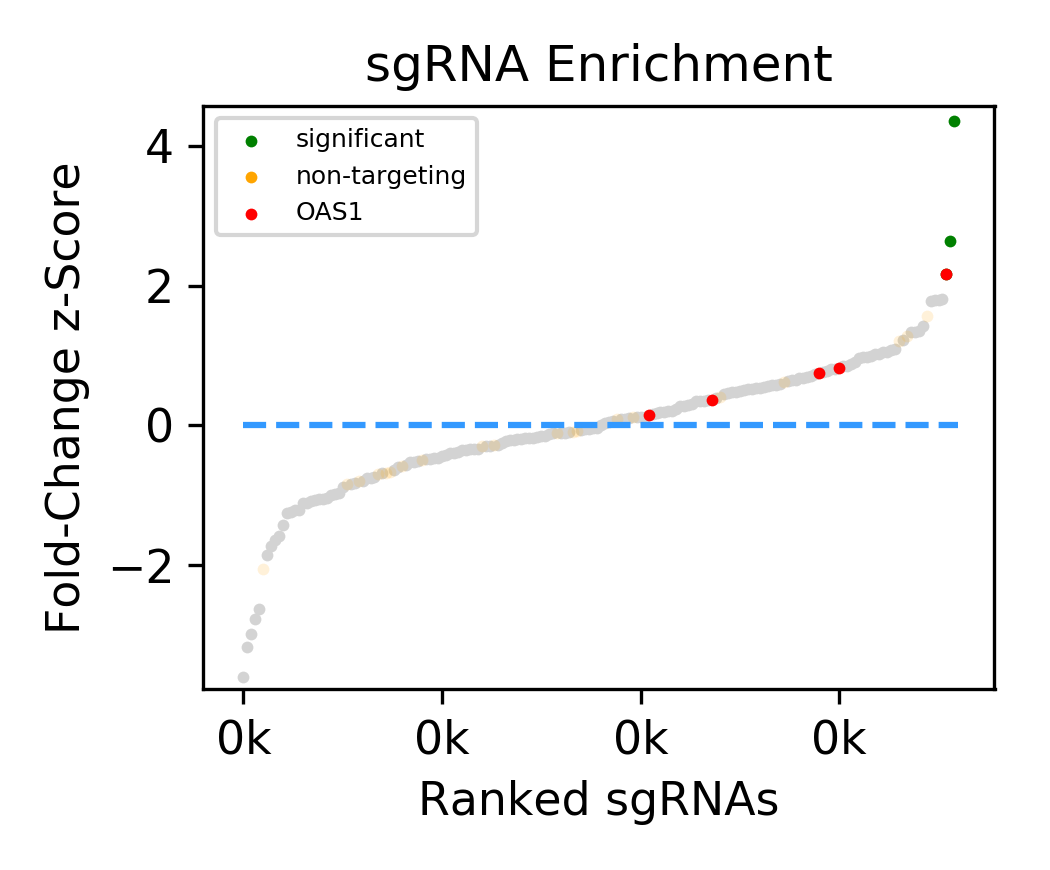 sgRNA Enrichment
significant
non-targeting
OAS1
4
2
0
−2
Fold-Change z-Score
0k 0k 0k 0k
Ranked sgRNAs